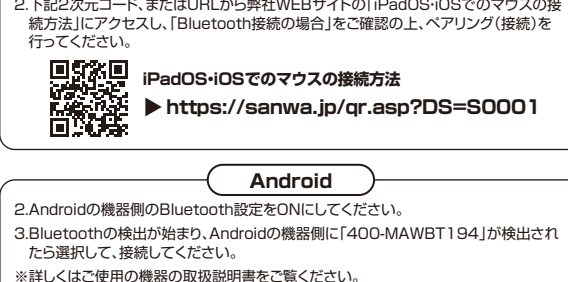 2.下記2次元コード、またはURLから弊社WEBサイトの「iPadOS・iOSでのマウスの接
続方法」にアクセスし、「Bluetooth接続の場合」をご確認の上、ペアリング（接続）を
行ってください。
iPadOS・iOSでのマウスの接続方法
▶https://sanwa.jp/qr.asp?DS=S0001
Android
2.Androidの機器側のBluetooth設定をONにしてください。
3.Bluetoothの検出が始まり、Androidの機器側に「400-MAWBT194」が検出され
たら選択して、接続してください。
※詳しくはご使用の機器の取扱説明書をご覧ください。